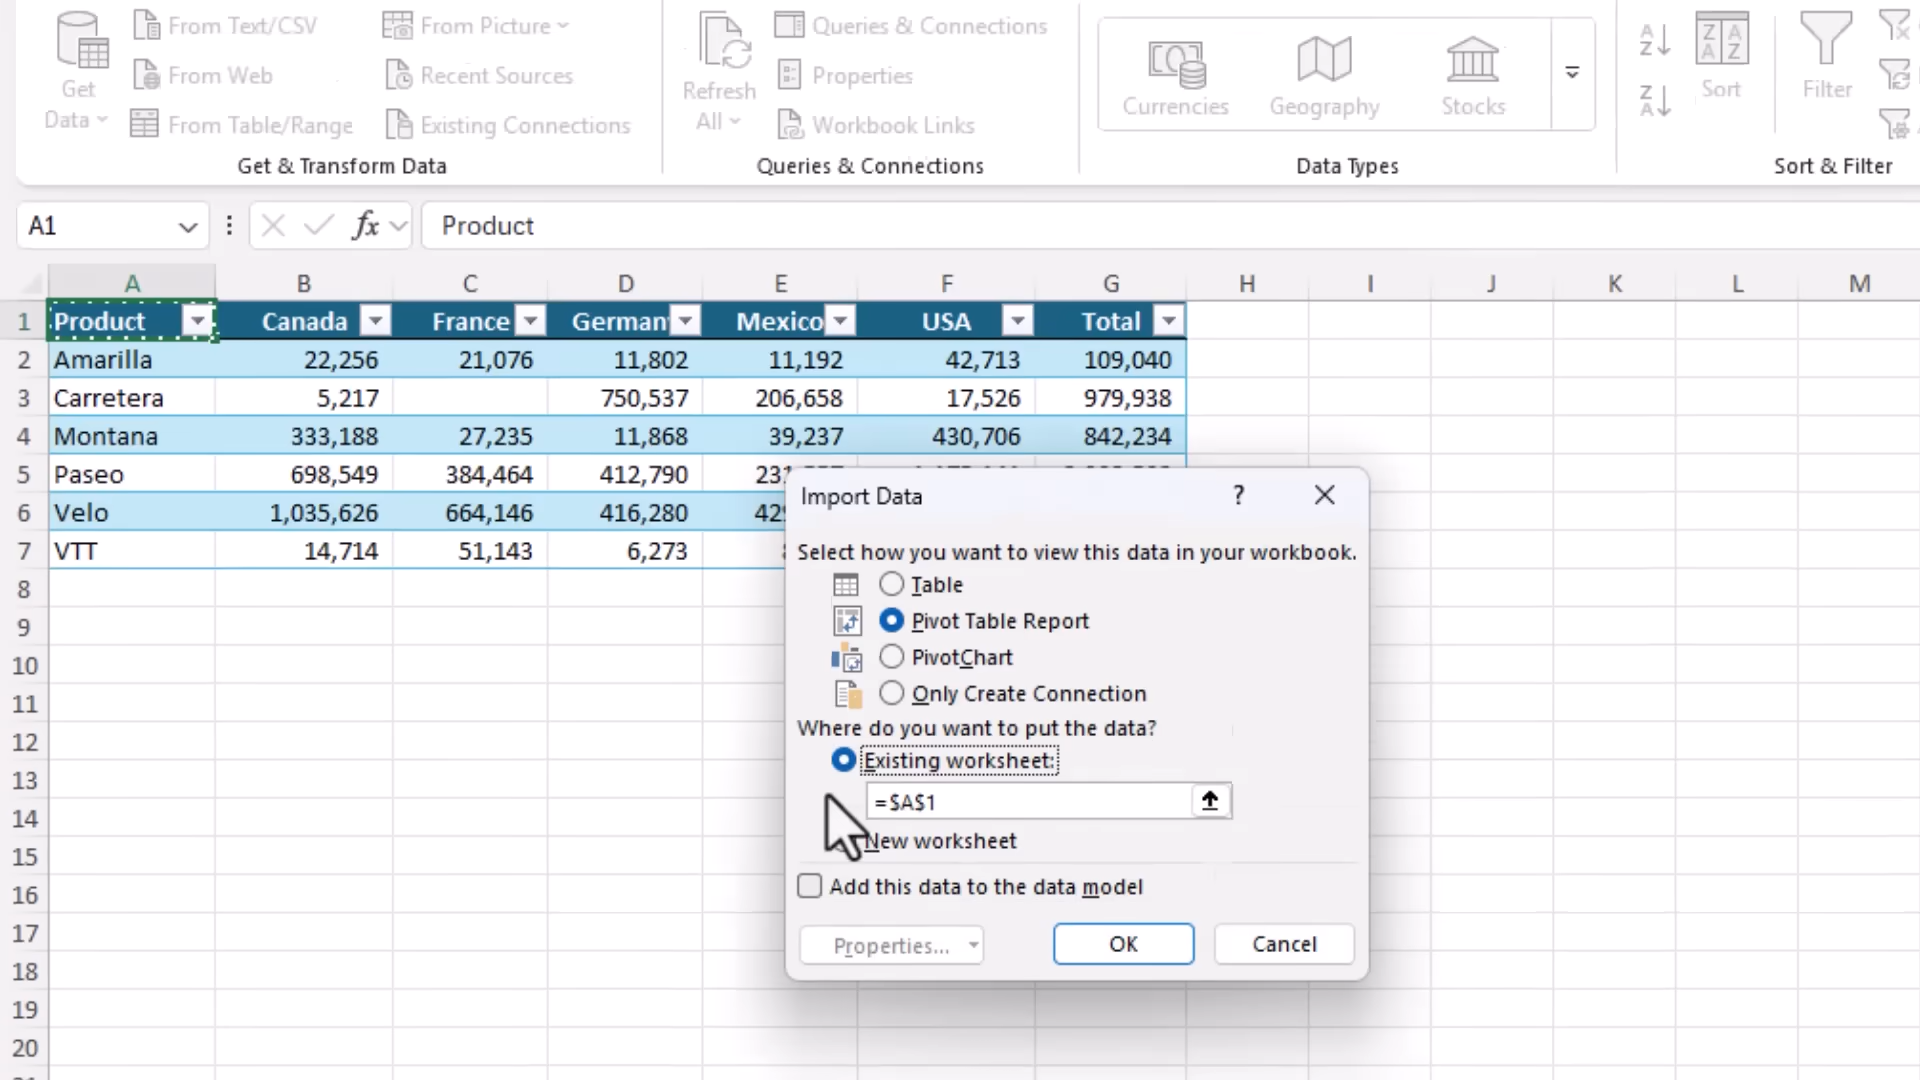 From Text/CSV From Picture Queries & Connections
From Web Recent Sources Properties
Get Data Refresh All Currencies Geography Stocks Sort Filter
From Table/Range Existing Connections Workbook Links
Get & Transform Data Queries & Connections Data Types Sort & Filter
A1 fx Product
A B C D E F G H I J K L M
1 Product Canada France German Mexico USA Total
2 Amarilla 22,256 21,076 11,802 11,192 42,713 109,040
3 Carretera 5,217 750,537 206,658 17,526 979,938
4 Montana 333,188 27,235 11,868 39,237 430,706 842,234
5 Paseo 698,549 384,464 412,790
6 Velo 1,035,626 664,146 416,280
7 VTT 14,714 51,143 6,273
8
9
10
11
12
13
14
15
16
17
18
19
20
Import Data ?
Select how you want to view this data in your workbook.
Table
Pivot Table Report
PivotChart
Only Create Connection
Where do you want to put the data?
Existing worksheet:
=$A$1
New worksheet
Add this data to the data model
Properties... OK Cancel